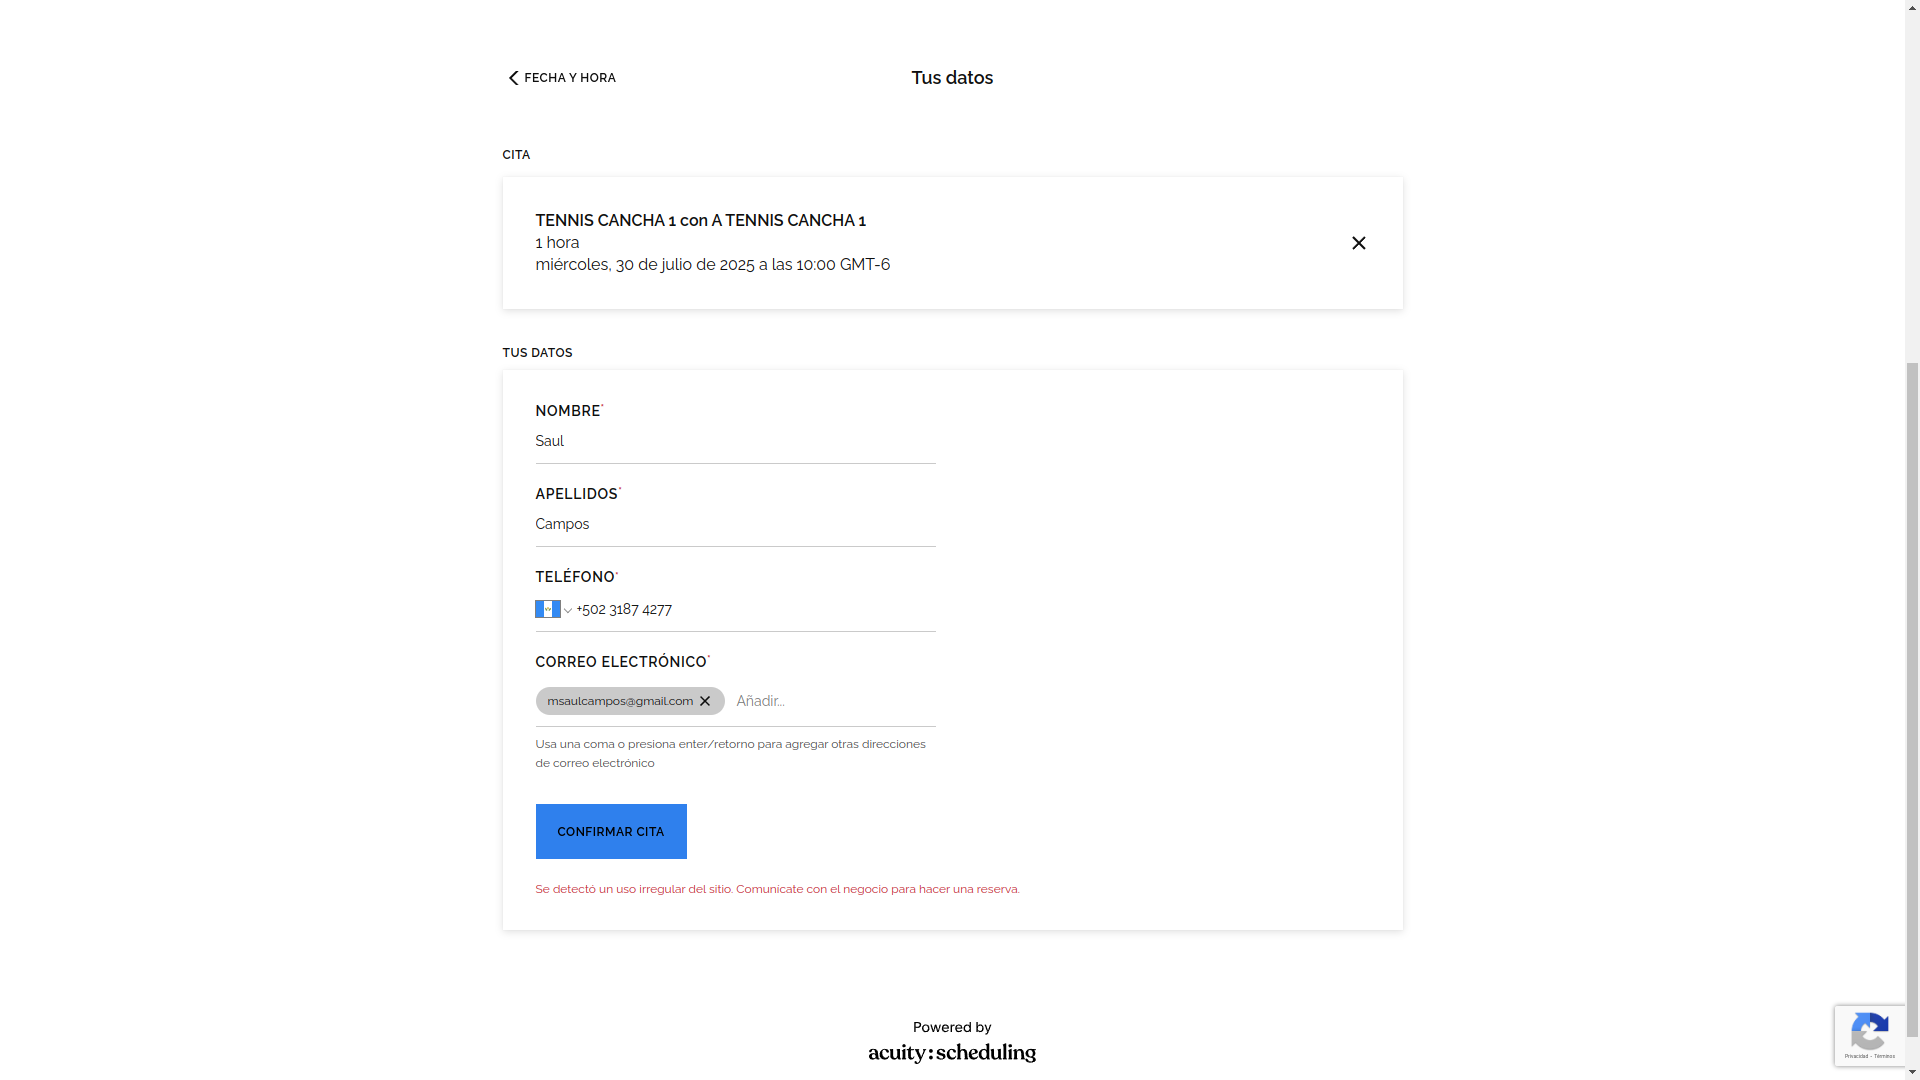 FECHA Y HORA
Tus datos
CITA
TENNIS CANCHA 1 con A TENNIS CANCHA 1
1 hora
miércoles, 30 de julio de 2025 a las 10:00 GMT-6
TUS DATOS
NOMBRE*
Saul
APELLIDOS*
Campos
TELÉFONO*
+502 3187 4277
CORREO ELECTRÓNICO*
msaulcampos@gmail.com Añadir...
Usa una coma o presiona enter/retorno para agregar otras direcciones
de correo electrónico
CONFIRMAR CITA
Se detectó un uso irregular del sitio. Comunícate con el negocio para hacer una reserva.
Powered by
acuity:scheduling
Privacidad - Términos